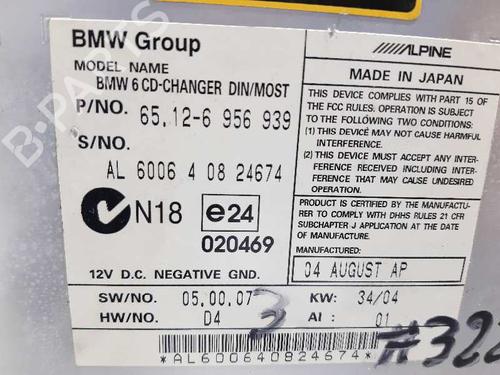 BMW Group
ALPINE
MODEL NAME
BMW 6 CD-CHANGER DIN/MOST
MADE IN JAPAN
P/NO. 65.12-6 956 939
S/NO.
AL 6006 4 08 24674
THIS DEVICE COMPLIES WITH PART 15 OF
THE FCC RULES. OPERATION IS SUBJECT
TO THE FOLLOWING TWO CONDITIONS:
(1) THIS DEVICE MAY NOT CAUSE HARMFUL
INTERFERENCE.
(2) THIS DEVICE MUST ACCEPT ANY INTER-
FERENCE RECEIVED, INCLUDING INTER-
FERENCE THAT MAY CAUSE UNDESIRED
OPERATION.
N18
e24
020469
PRODUCT IS CERTIFIED BY THE MANUFACTU-
RER TO COMPLY WITH DHHS RULES 21 CFR
SUBCHAPTER J APPLICATION AT THE DATE
OF MANUFACTURE.
MANUFACTURED:
04 AUGUST AP
12V D.C. NEGATIVE GND.
SW/NO. 05.00.07
KW: 34/04
HW/NO. D4
3
AI: 01
*AL600640824674*
#322
B-PARTS